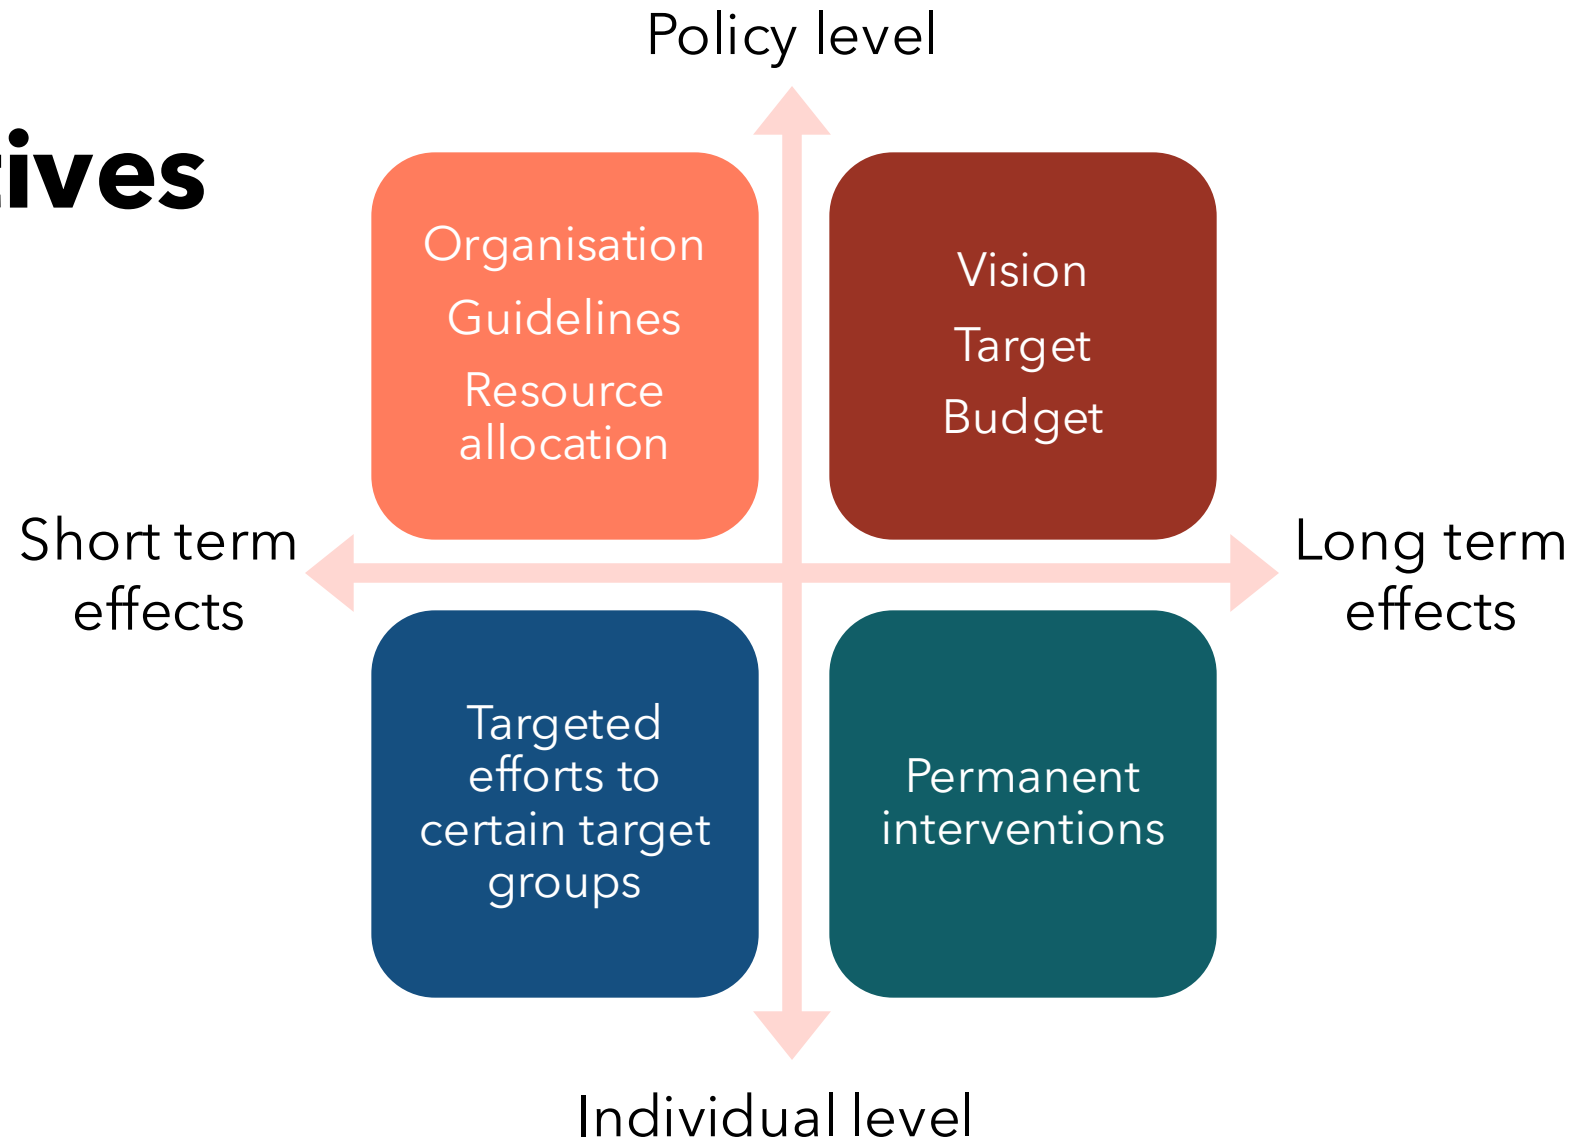 Policy level
tives
Organisation
Guidelines
Resource
allocation
Vision
Target
Budget
Short term
effects
Long term
effects
Targeted
efforts to
certain target
groups
Permanent
interventions
Individual level